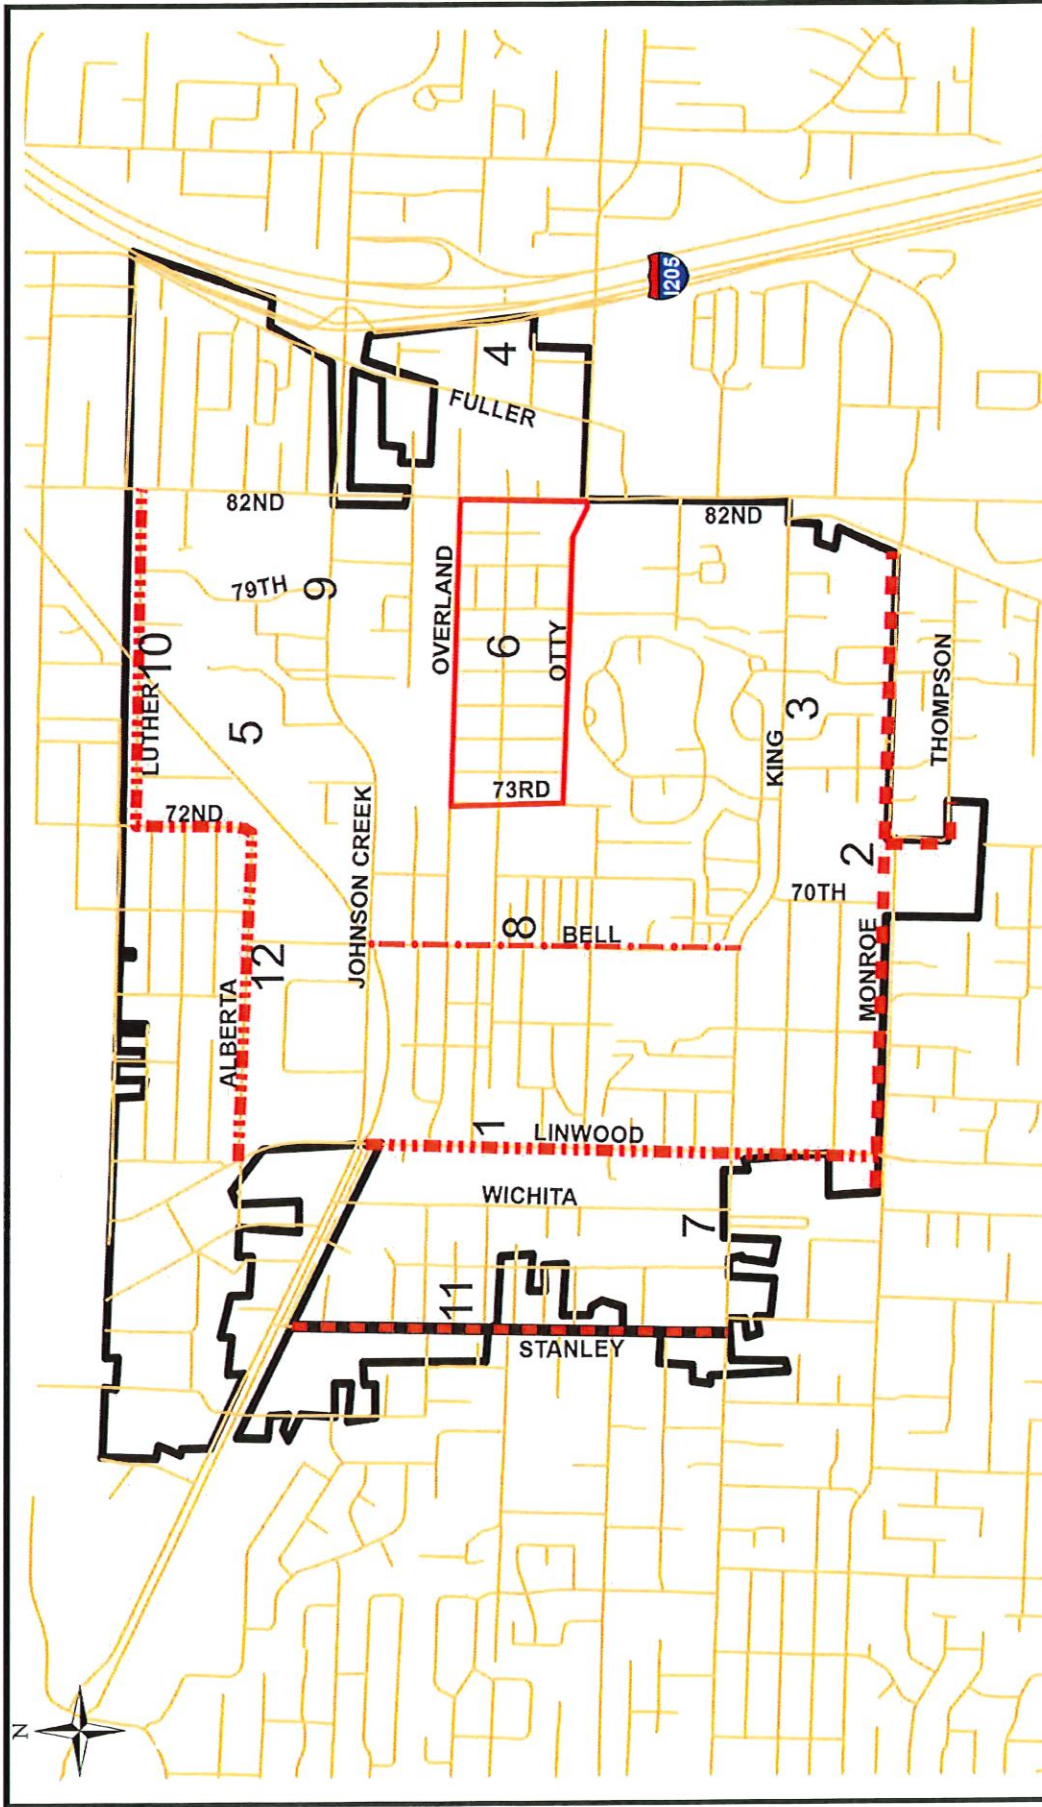 N
LUTHER
10
72ND
5
79TH
82ND
9
ALBERTA
12
JOHNSON CREEK
OVERLAND
6
OTTY
73RD
FULLER
4
I205
82ND
8
BELL
1
LINWOOD
WICHITA
11
STANLEY
7
KING
3
70TH
2
MONROE
THOMPSON